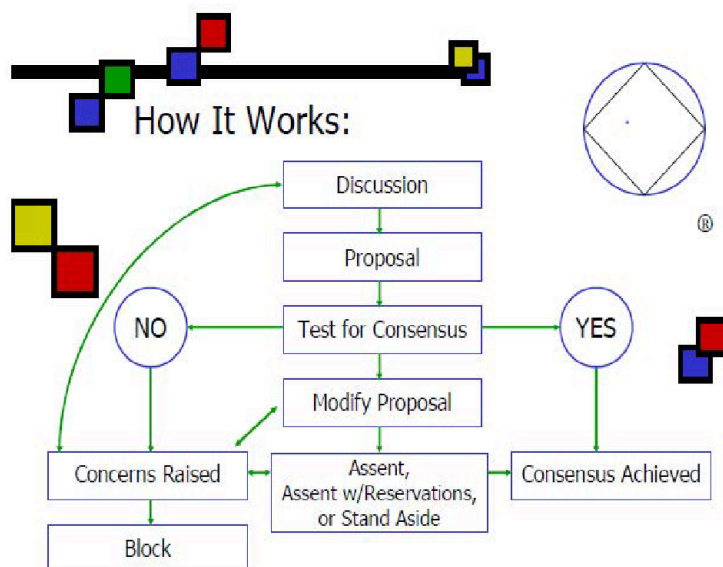 How It Works:
®
Discussion
Proposal
NO
Test for Consensus
YES
Modify Proposal
Concerns Raised
Assent,
Assent w/Reservations,
or Stand Aside
Consensus Achieved
Block